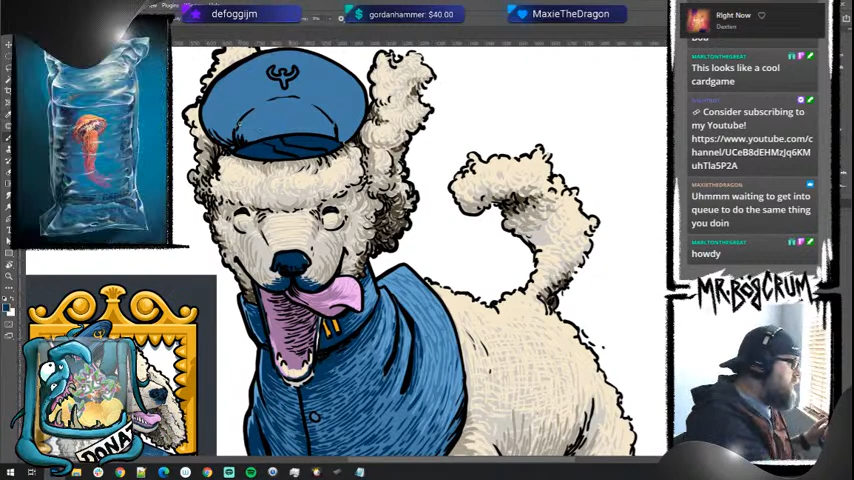 defoggijm
gordanhammer: $40.00
MaxieTheDragon
Right Now
MARLTONTHEGREAT
This looks like a cool
cardgame
Consider subscribing to
my Youtube!
https://www.youtube.com/c
hannel/UCeB8dEHMzJq6KM
uhTla5P2A
MAXIETHEDRAGON
Uhmmm waiting to get into
queue to do the same thing
you doin
MARLTONTHEGREAT
howdy
MR.BOGCRUM
DONAT